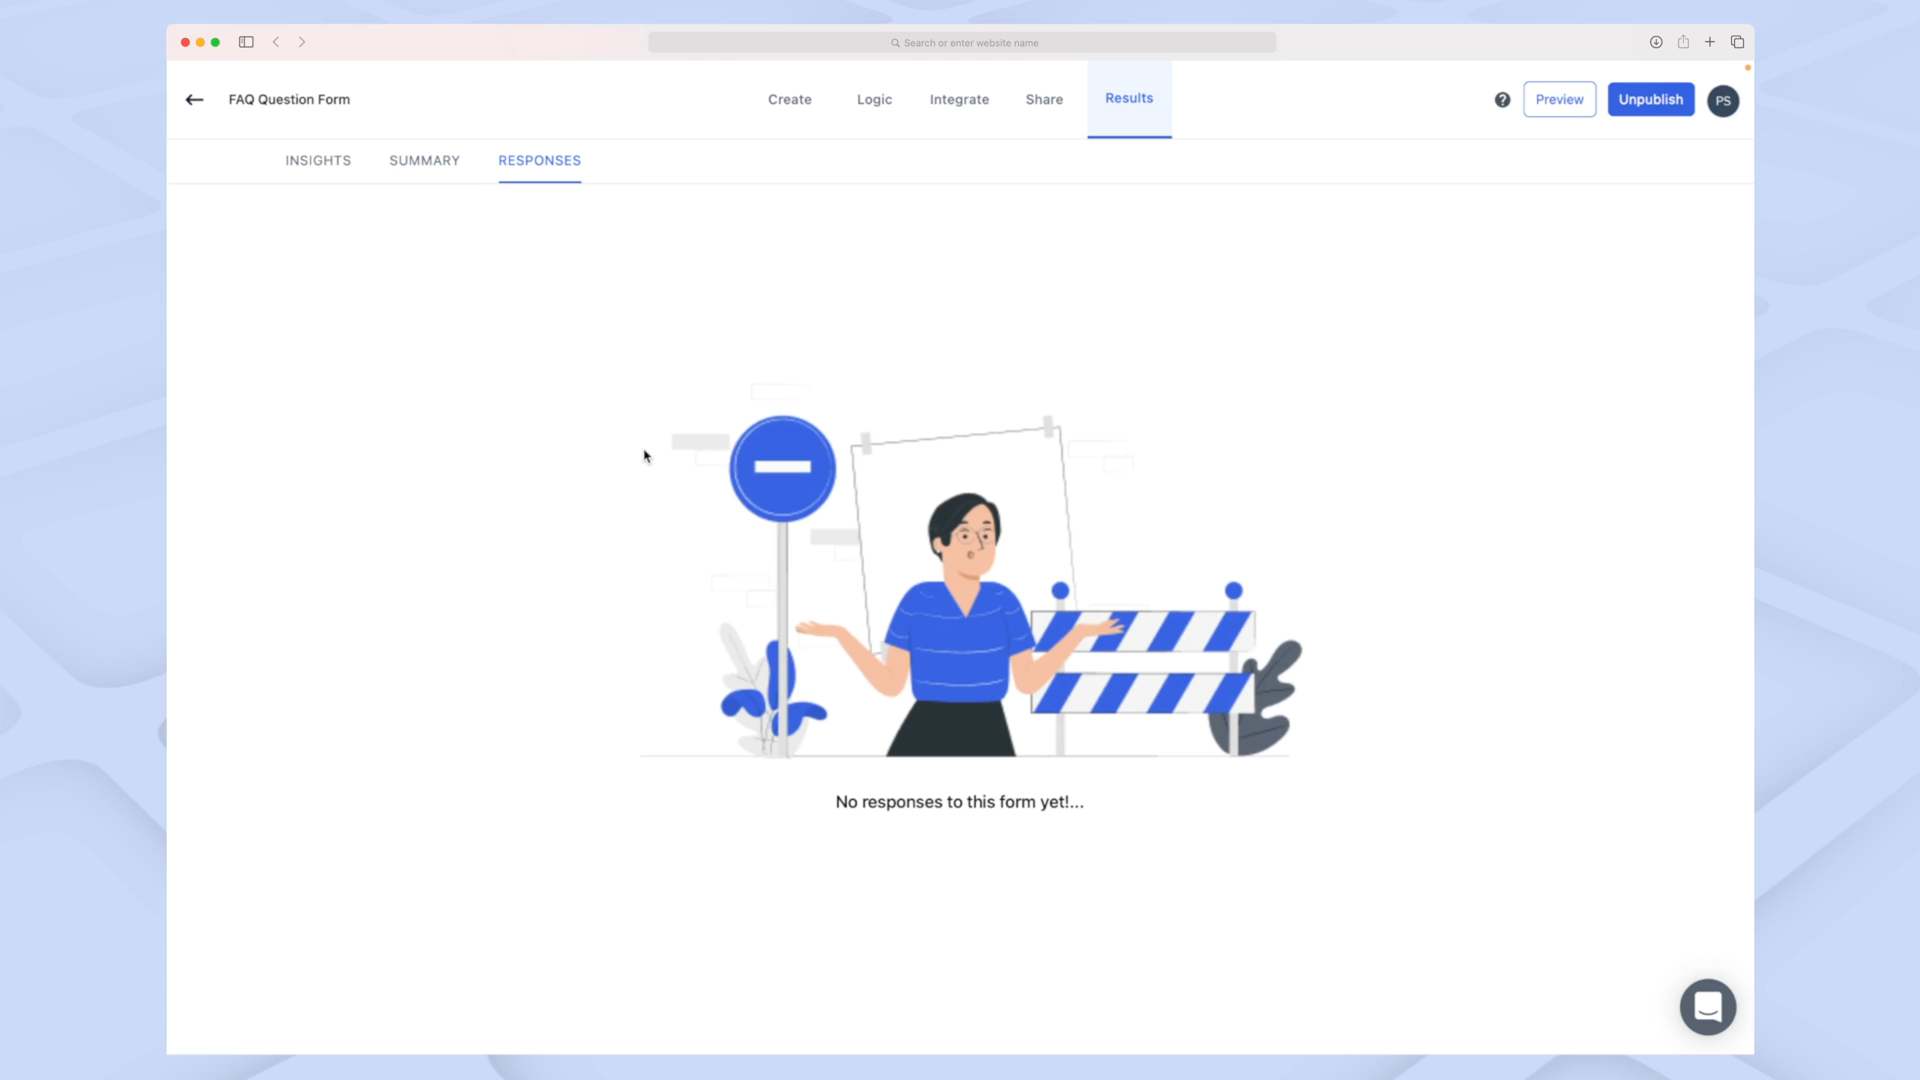 Search or enter website name
FAQ Question Form
Create
Logic
Integrate
Share
Results
?
Preview
Unpublish
PS
INSIGHTS
SUMMARY
RESPONSES
No responses to this form yet!...